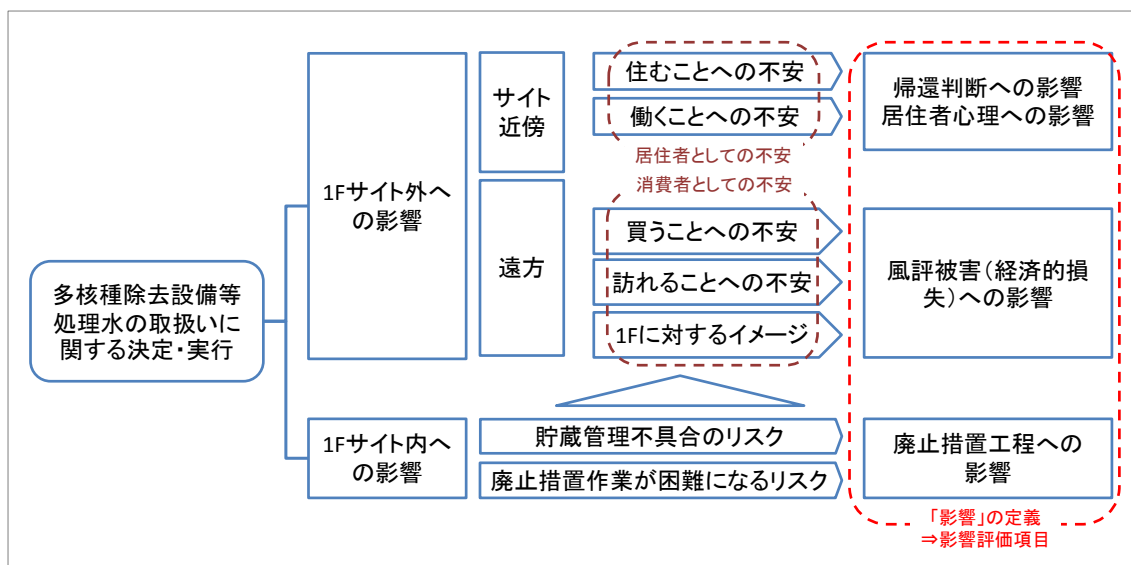 多核種除去設備等
処理水の取扱いに
関する決定・実行
1Fサイト外へ
の影響
サイト
近傍
住むことへの不安
働くことへの不安
居住者としての不安
帰還判断への影響
居住者心理への影響
遠方
消費者としての不安
買うことへの不安
訪れることへの不安
1Fに対するイメージ
風評被害(経済的損
失)への影響
1Fサイト内へ
の影響
貯蔵管理不具合のリスク
廃止措置作業が困難になるリスク
廃止措置工程への
影響
「影響」の定義
⇒影響評価項目